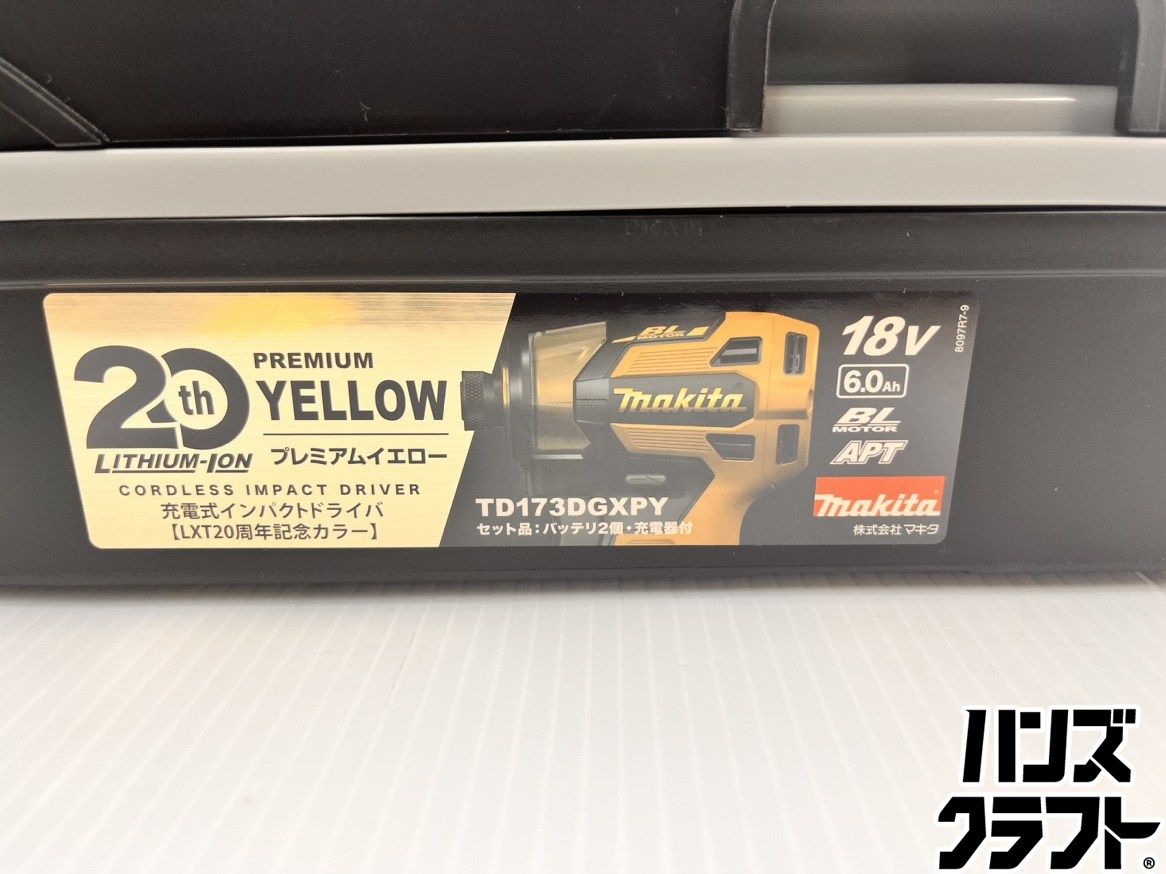 20th
LITHIUM-ION
PREMIUM
YELLOW
プレミアムイエロー
CORDLESS IMPACT DRIVER
充電式インパクトドライバ
【LXT20周年記念カラー】
BL
MOTOR
makita
TD173DGXPY
セット品:バッテリ2個・充電器付
18V
6.0Ah
BL
MOTOR
APT
makita
株式会社マキタ
8097R7-9
ハンズ
クラフト®